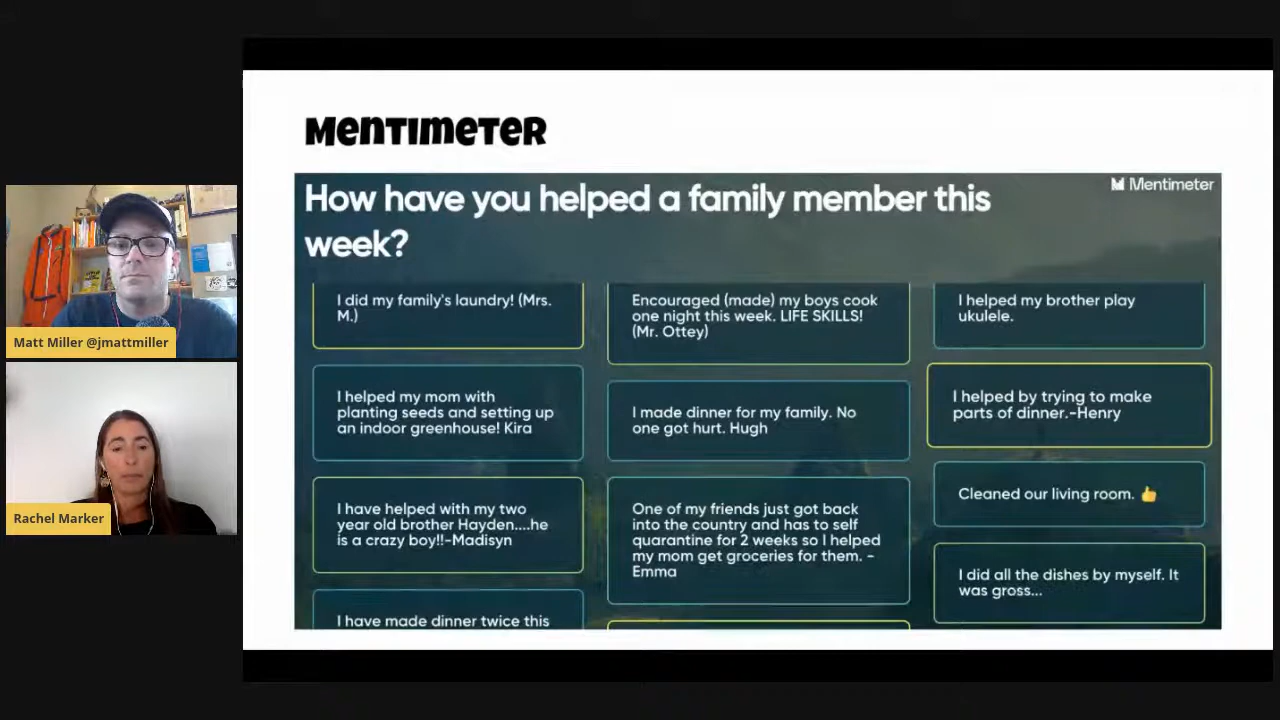 Mentimeter
How have you helped a family member this
week?
Mentimeter
I did my family's laundry! (Mrs.
M.)
I helped my mom with
planting seeds and setting up
an indoor greenhouse! Kira
I have helped with my two
year old brother Hayden....he
is a crazy boy!!-Madisyn
I have made dinner twice this
Encouraged (made) my boys cook
one night this week. LIFE SKILLS!
(Mr. Ottey)
I made dinner for my family. No
one got hurt. Hugh
One of my friends just got back
into the country and has to self
quarantine for 2 weeks so I helped
my mom get groceries for them. -
Emma
I helped my brother play
ukulele.
I helped by trying to make
parts of dinner.-Henry
Cleaned our living room. 👍
I did all the dishes by myself. It
was gross...
Matt Miller @jmattmiller
Rachel Marker